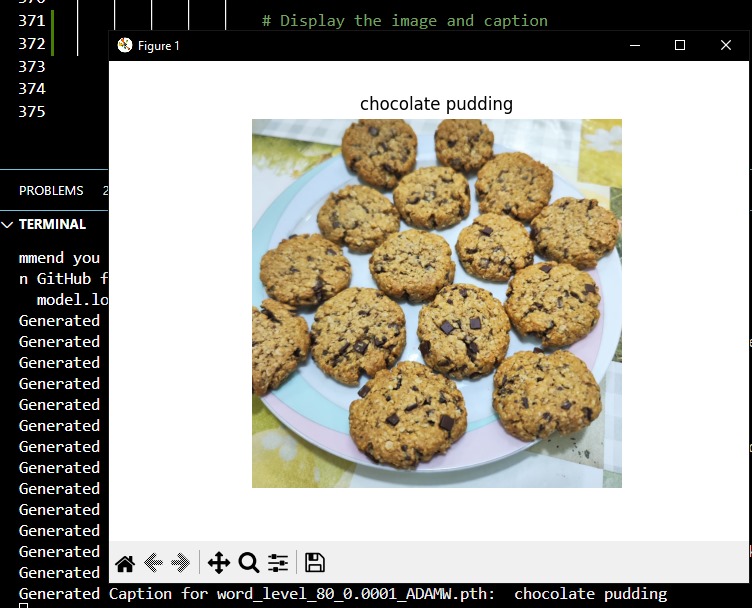 370
371 # Display the image and caption
372
373
374
375
Figure 1
chocolate pudding
PROBLEMS 2
TERMINAL
mmend you
n GitHub f
model.lo
Generated
Generated
Generated
Generated
Generated
Generated
Generated
Generated
Generated
Generated
Generated
Generated
Generated
Generated Caption for word_level_80_0.0001_ADAMW.pth: chocolate pudding